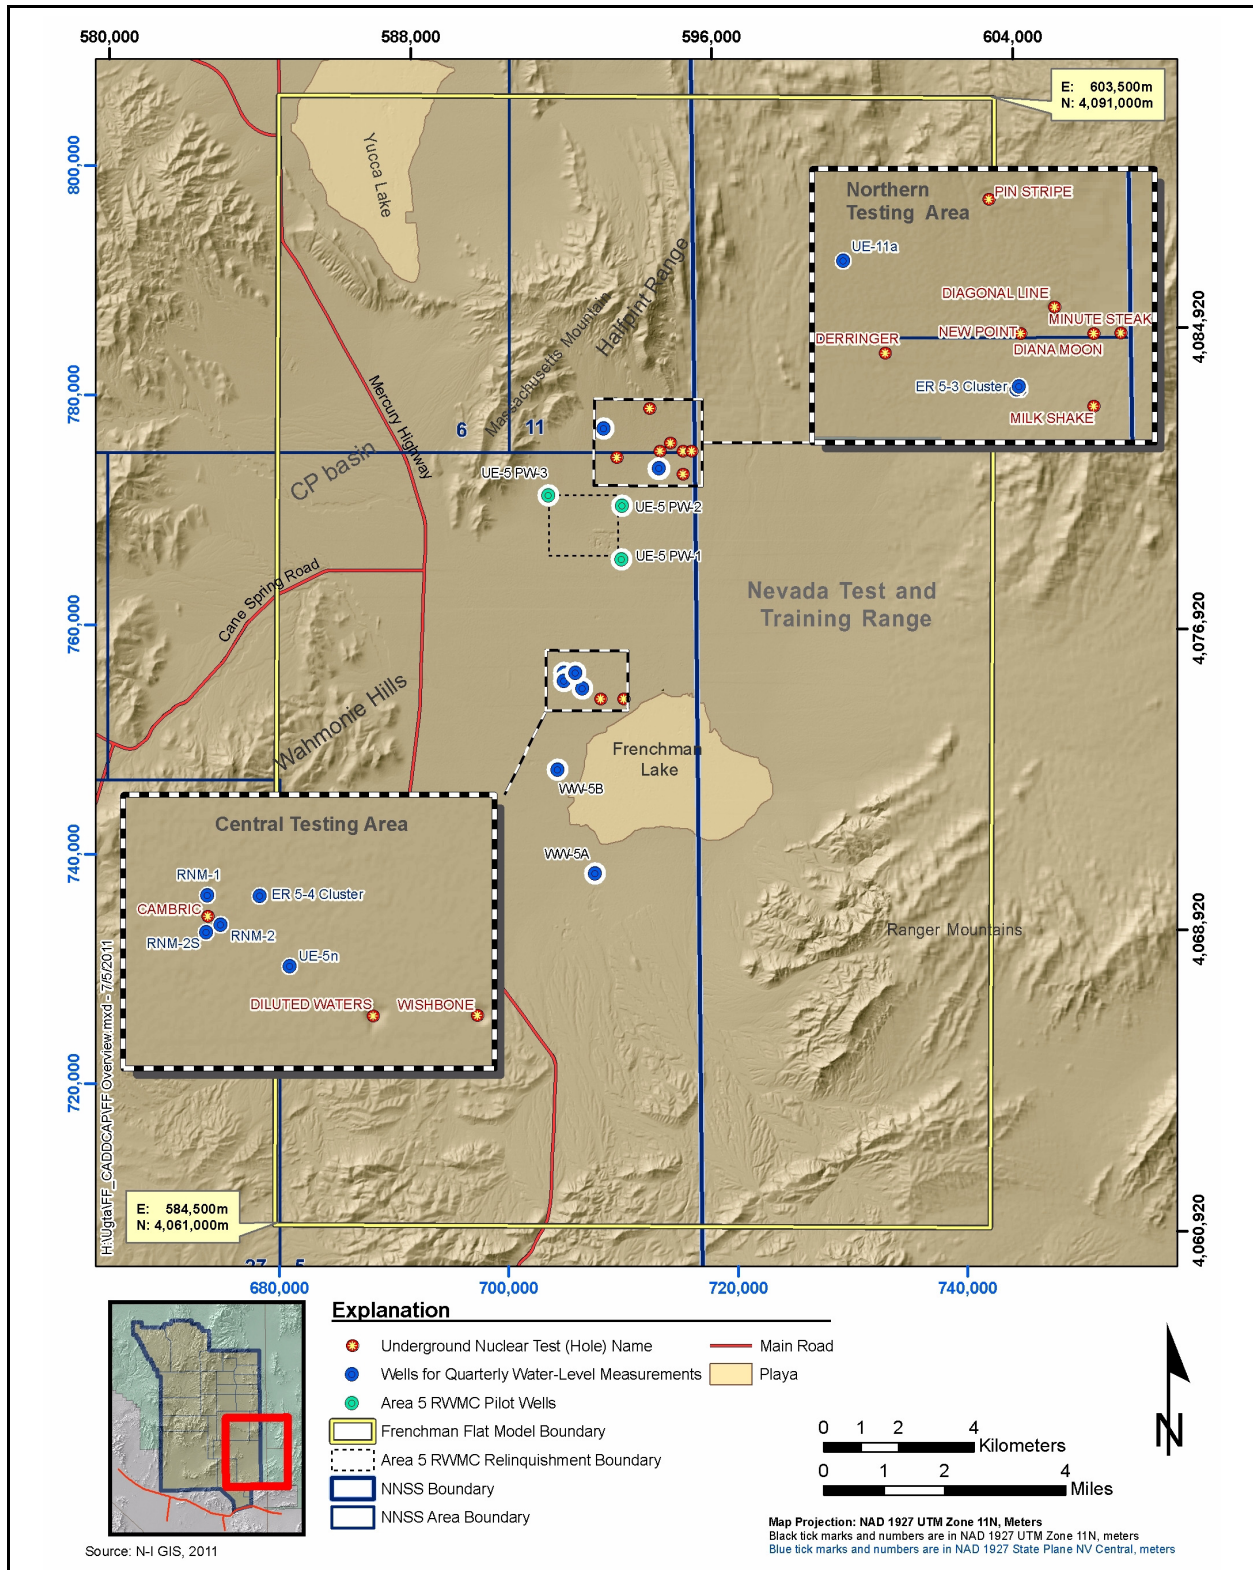 580,000
588,000
596,000
604,000
E: 603,500m
N: 4,091,000m
800,000
780,000
760,000
740,000
720,000
4,084,920
4,076,920
4,068,920
4,060,920
Yucca Lake
Northern
Testing Area
PIN STRIPE
UE-11a
DIAGONAL LINE
MINUTE STEAK
NEW POINT
DERRINGER
DIANA MOON
ER 5-3 Cluster
MILK SHAKE
Halfpint Range
Massachusetts Mountain
Mercury Highway
6
11
CP basin
UE-5 PW-3
UE-5 PW-2
UE-5 PW-1
Cane Spring Road
Nevada Test and
Training Range
Wahmonie Hills
Frenchman
Lake
WW-5B
WW-5A
Central Testing Area
RNM-1
ER 5-4 Cluster
CAMBRIC
RNM-2
RNM-2S
UE-5n
DILUTED WATERS
WISHBONE
Ranger Mountains
H:\Ugta\FF_CADDCAP\FF Overview.mxd - 7/5/2011
E: 584,500m
N: 4,061,000m
27
5
680,000
700,000
720,000
740,000
Explanation
Underground Nuclear Test (Hole) Name
Main Road
Wells for Quarterly Water-Level Measurements
Playa
Area 5 RWMC Pilot Wells
Frenchman Flat Model Boundary
Area 5 RWMC Relinquishment Boundary
NNSS Boundary
NNSS Area Boundary
0 1 2 4
Kilometers
0 1 2 4
Miles
N
Map Projection: NAD 1927 UTM Zone 11N, Meters
Black tick marks and numbers are in NAD 1927 UTM Zone 11N, meters
Blue tick marks and numbers are in NAD 1927 State Plane NV Central, meters
Source: N-I GIS, 2011